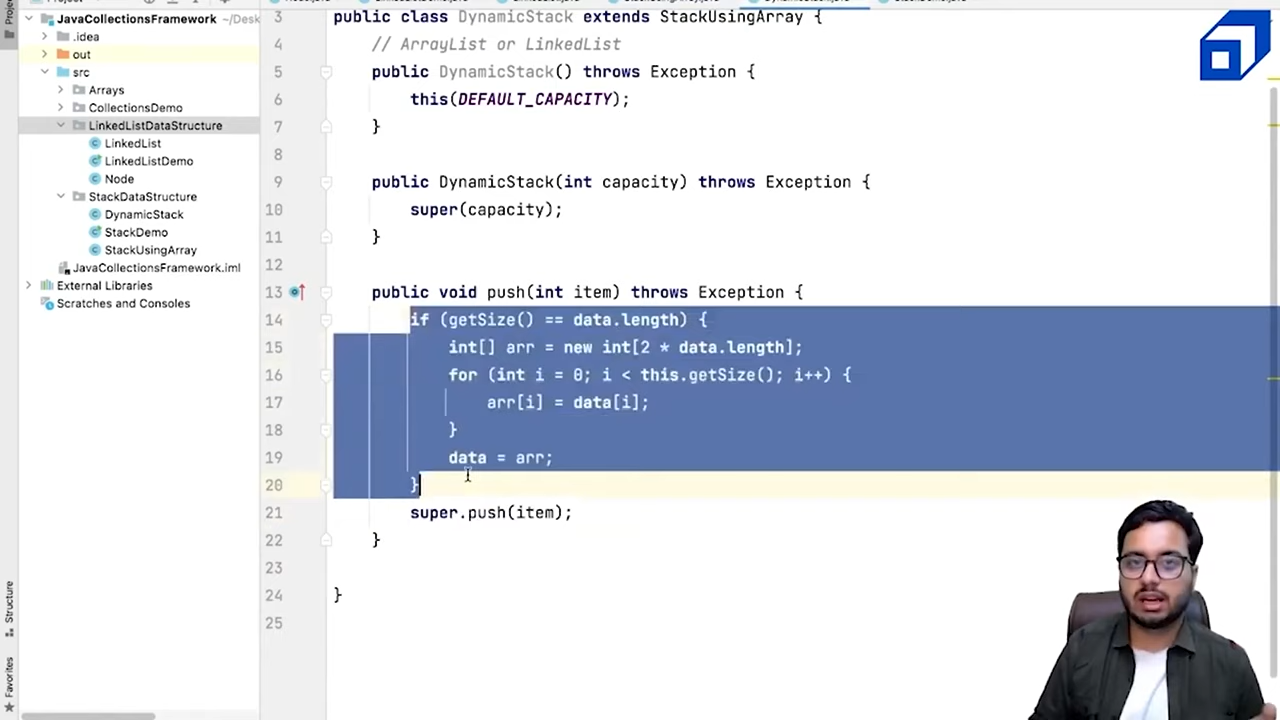 JavaCollectionsFramework ~/Desk
.idea
out
src
Arrays
CollectionsDemo
LinkedListDataStructure
LinkedList
LinkedListDemo
Node
StackDataStructure
DynamicStack
StackDemo
StackUsingArray
JavaCollectionsFramework.iml
External Libraries
Scratches and Consoles
Structure
Favorites
3 public class DynamicStack extends StackUsingArray {
4 // ArrayList or LinkedList
5 public DynamicStack() throws Exception {
6 this(DEFAULT_CAPACITY);
7 }
8
9 public DynamicStack(int capacity) throws Exception {
10 super(capacity);
11 }
12
13 public void push(int item) throws Exception {
14 if (getSize() == data.length) {
15 int[] arr = new int[2 * data.length];
16 for (int i = 0; i < this.getSize(); i++) {
17 arr[i] = data[i];
18 }
19 data = arr;
20 }
21 super.push(item);
22 }
23
24 }
25